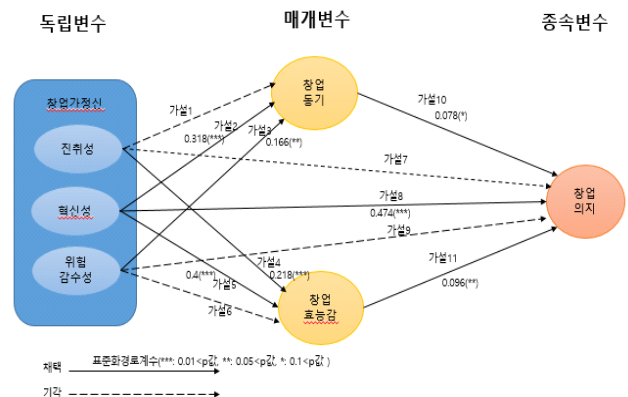 독립변수
매개변수
종속변수
창업가정신
진취성
혁신성
위험
감수성
창업
동기
창업
효능감
창업
의지
가설1
가설2
0.318(***)
가설3
0.166(**)
가설10
0.078(*)
가설7
가설8
0.474(***)
가설9
가설4
0.218(***)
0.4(***)
가설5
가설6
가설11
0.096(**)
채택
표준화경로계수(***: 0.01<p값, **: 0.05<p값, *: 0.1<p값 )
기각